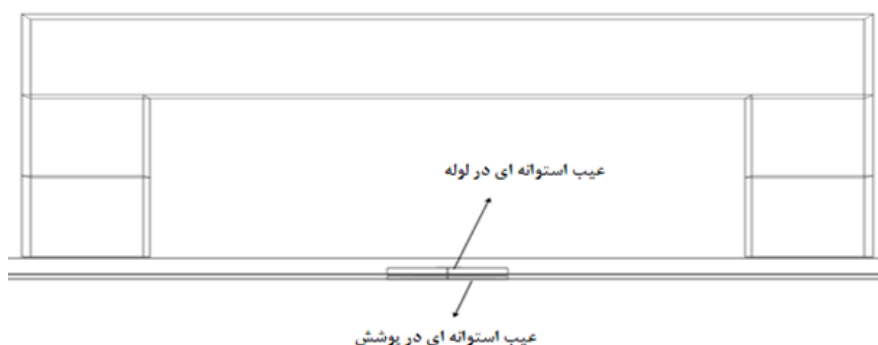 عیب استوانه ای در لوله
عیب استوانه ای در پوشش